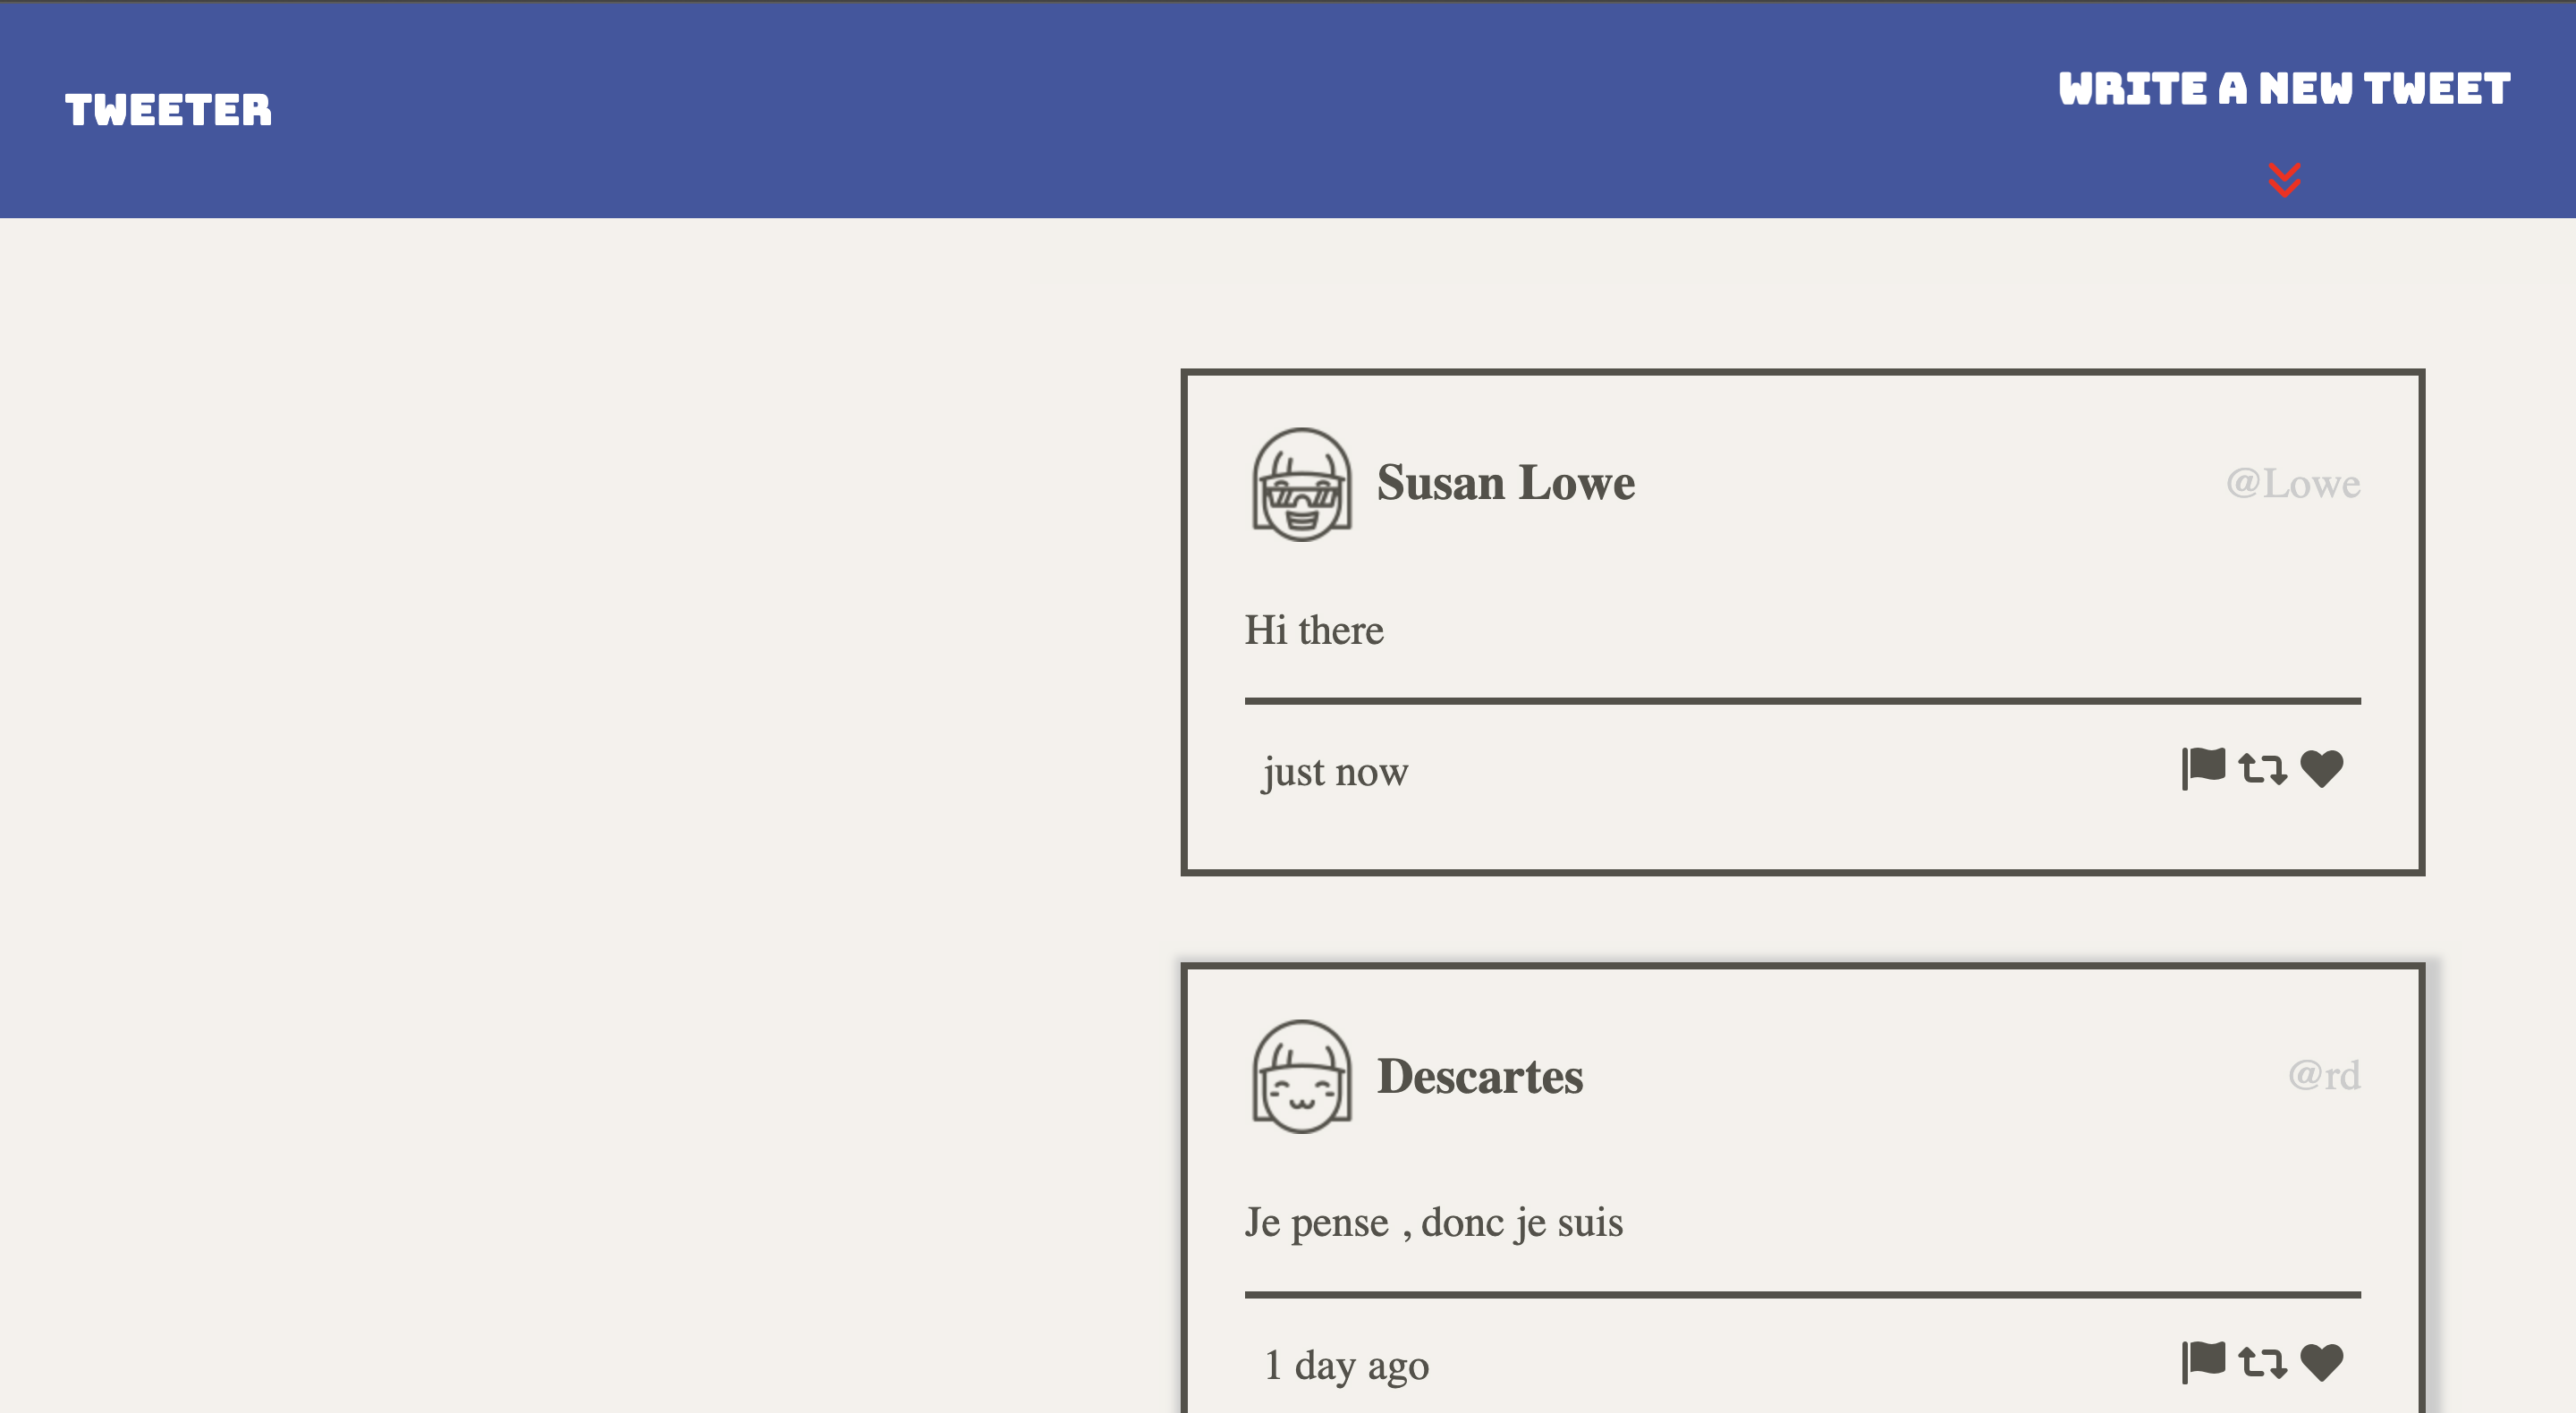 TWEETER
WRITE A NEW TWEET
Susan Lowe
@Lowe
Hi there
just now
Descartes
@rd
Je pense , donc je suis
1 day ago